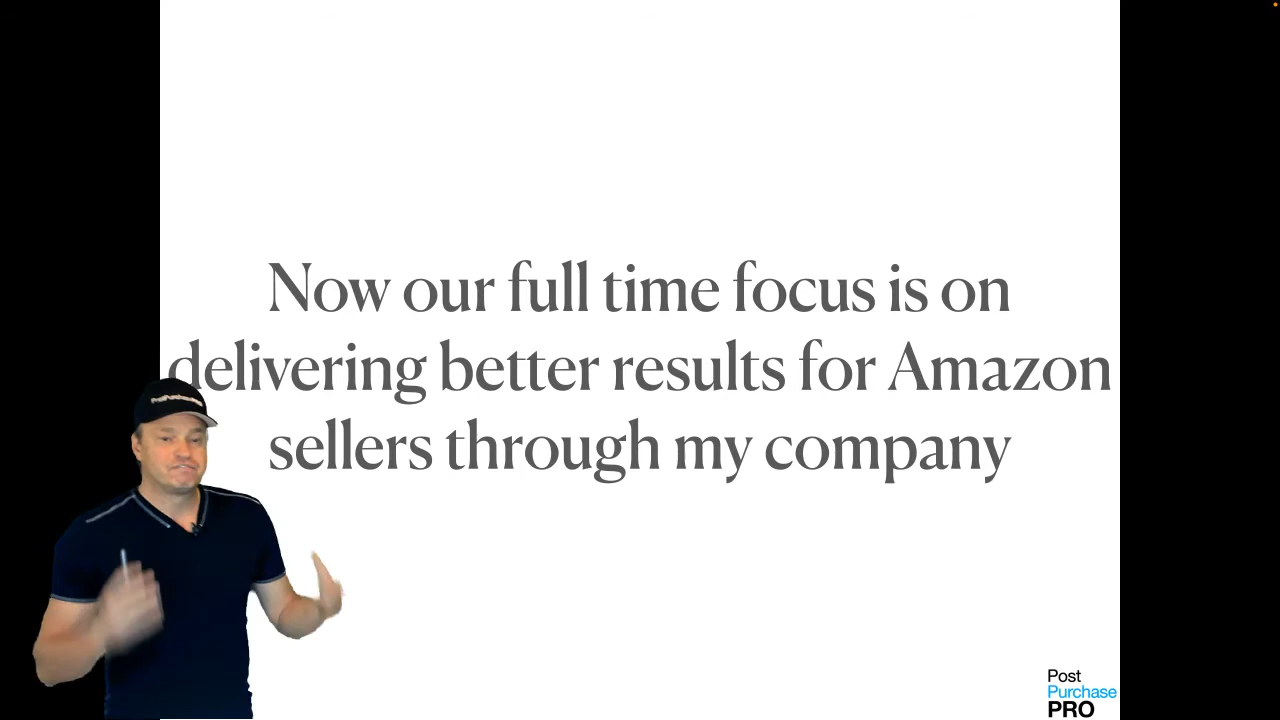 Now our full time focus is on
delivering better results for Amazon
sellers through my company
Post
Purchase
PRO